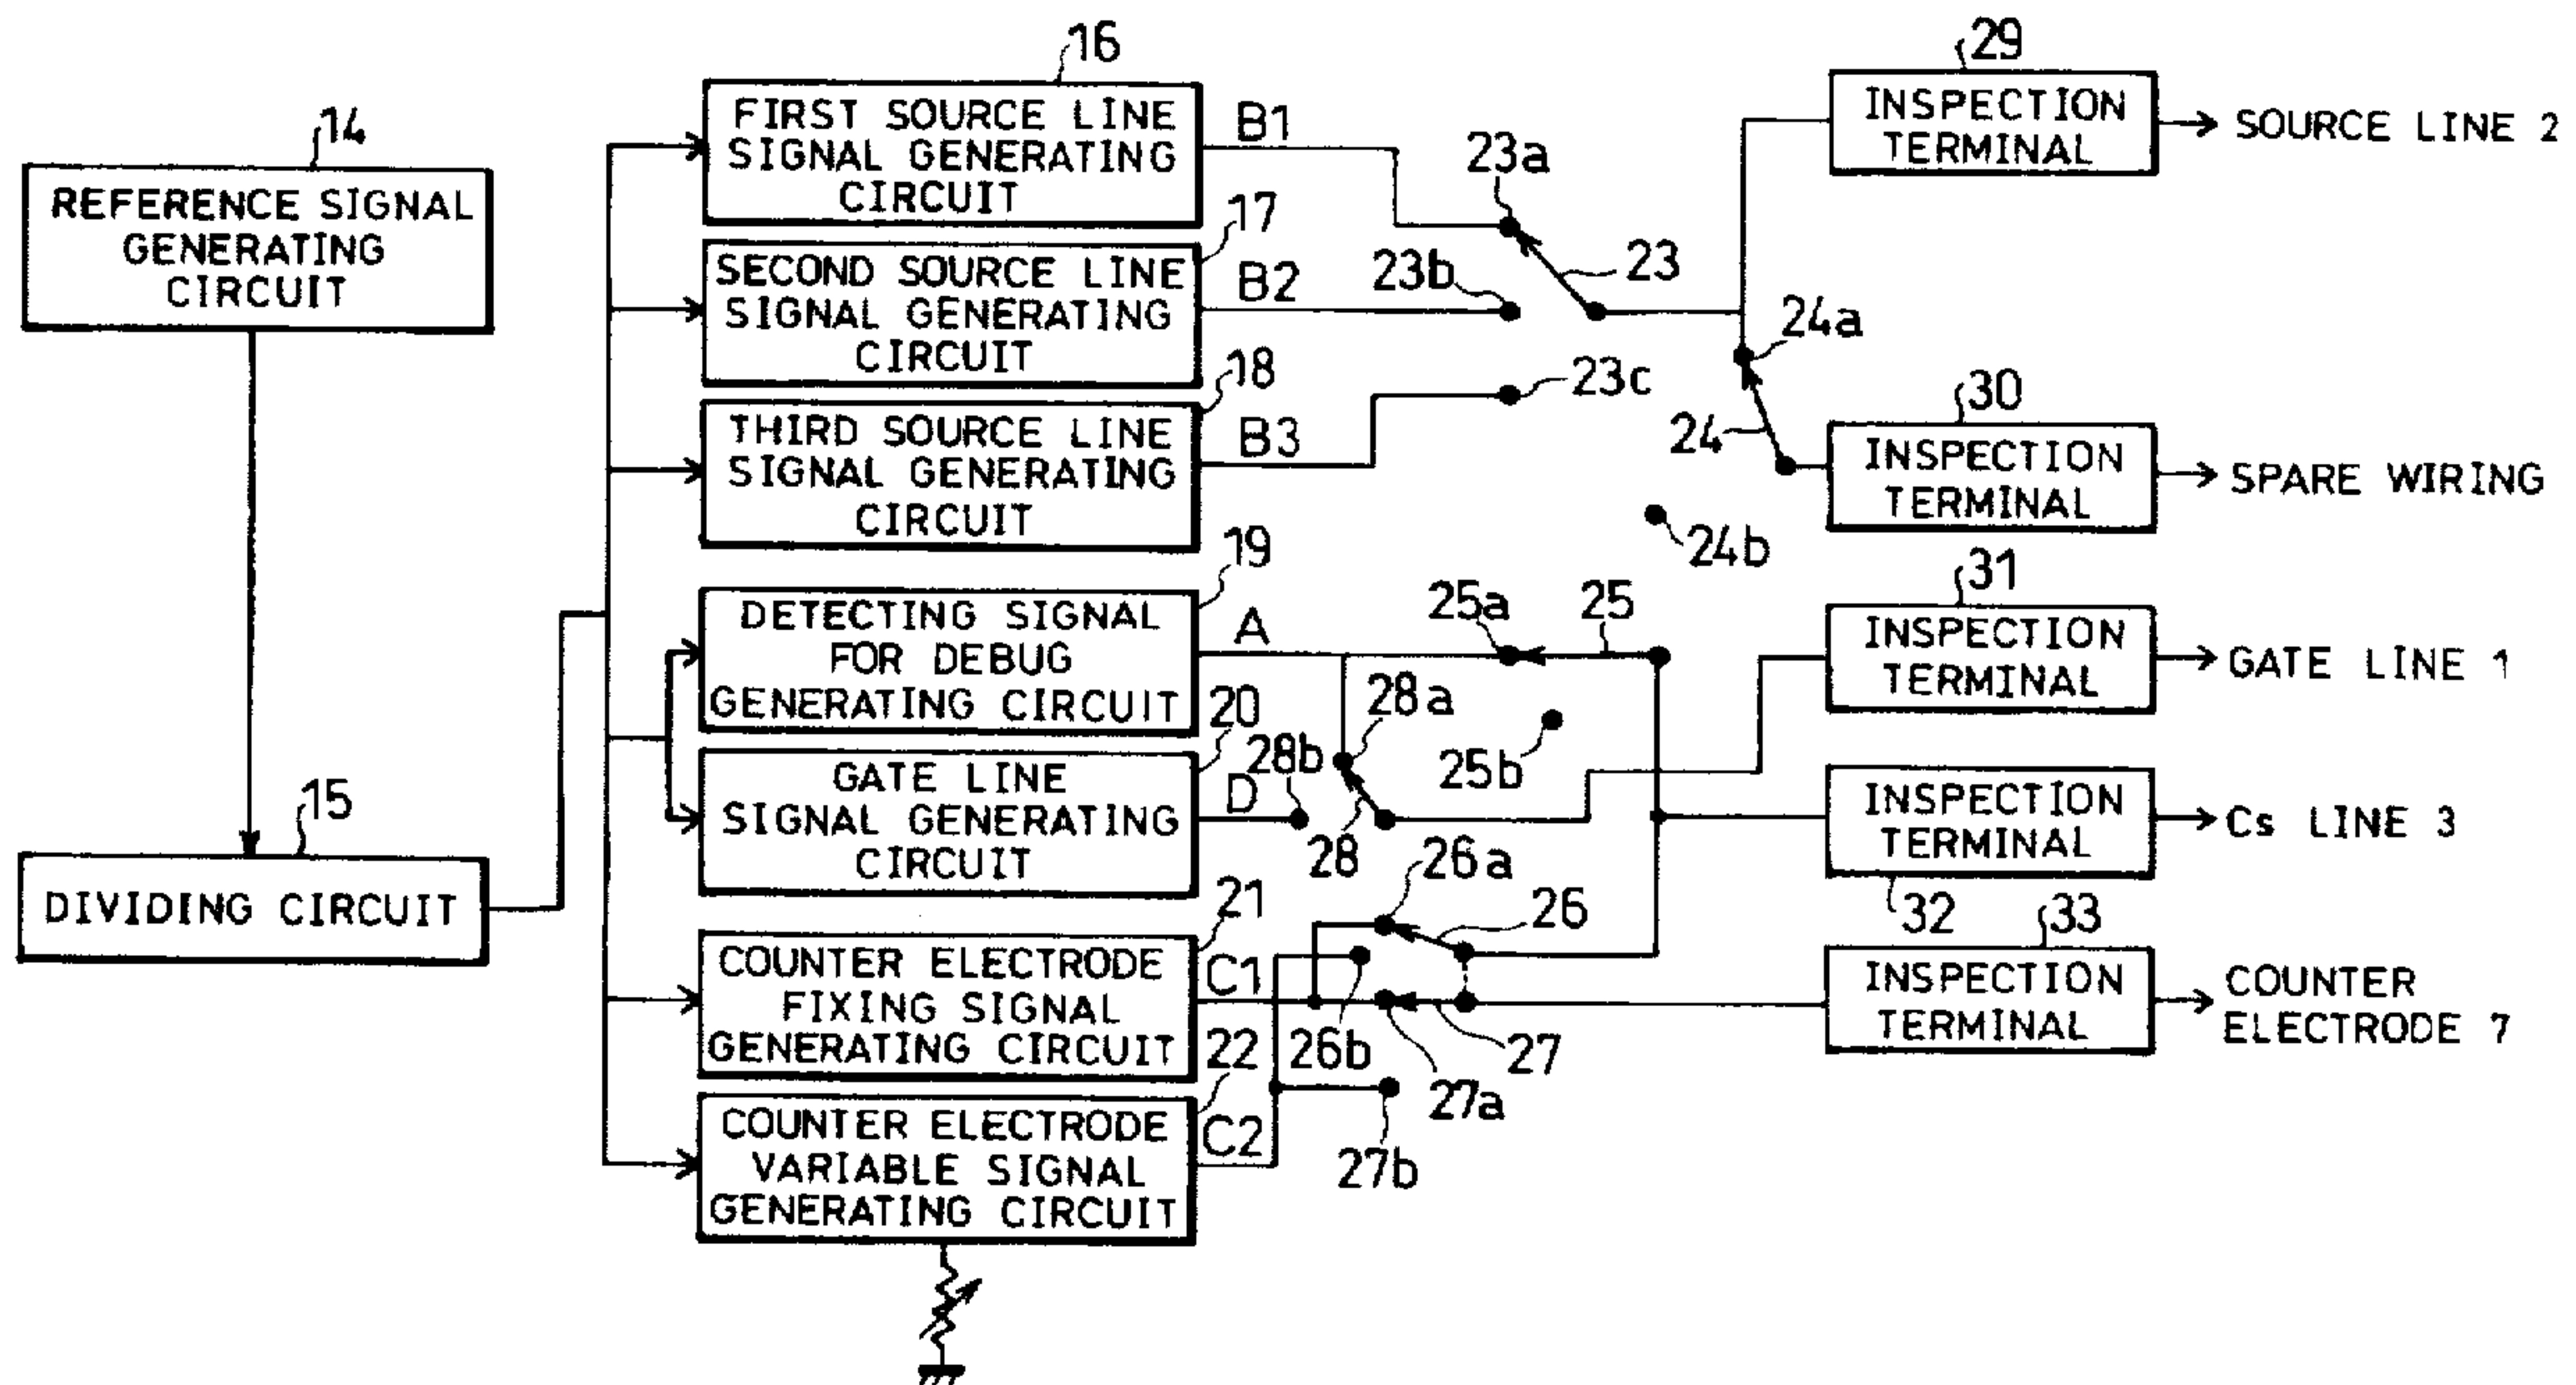 14
REFERENCE SIGNAL
GENERATING
CIRCUIT
15
DIVIDING CIRCUIT
16
FIRST SOURCE LINE
SIGNAL GENERATING
CIRCUIT
B1
17
SECOND SOURCE LINE
SIGNAL GENERATING
CIRCUIT
B2
18
THIRD SOURCE LINE
SIGNAL GENERATING
CIRCUIT
B3
19
DETECTING SIGNAL
FOR DEBUG
GENERATING CIRCUIT
A
20
GATE LINE
SIGNAL GENERATING
CIRCUIT
D
21
COUNTER ELECTRODE
FIXING SIGNAL
GENERATING CIRCUIT
C1
22
COUNTER ELECTRODE
VARIABLE SIGNAL
GENERATING CIRCUIT
C2
23a
23b
23
23c
24a
24
24b
25a
25
25b
28a
28b
28
26a
26
26b
27
27a
27b
29
INSPECTION
TERMINAL
SOURCE LINE 2
30
INSPECTION
TERMINAL
SPARE WIRING
31
INSPECTION
TERMINAL
GATE LINE 1
INSPECTION
TERMINAL
32
Cs LINE 3
33
INSPECTION
TERMINAL
COUNTER
ELECTRODE 7